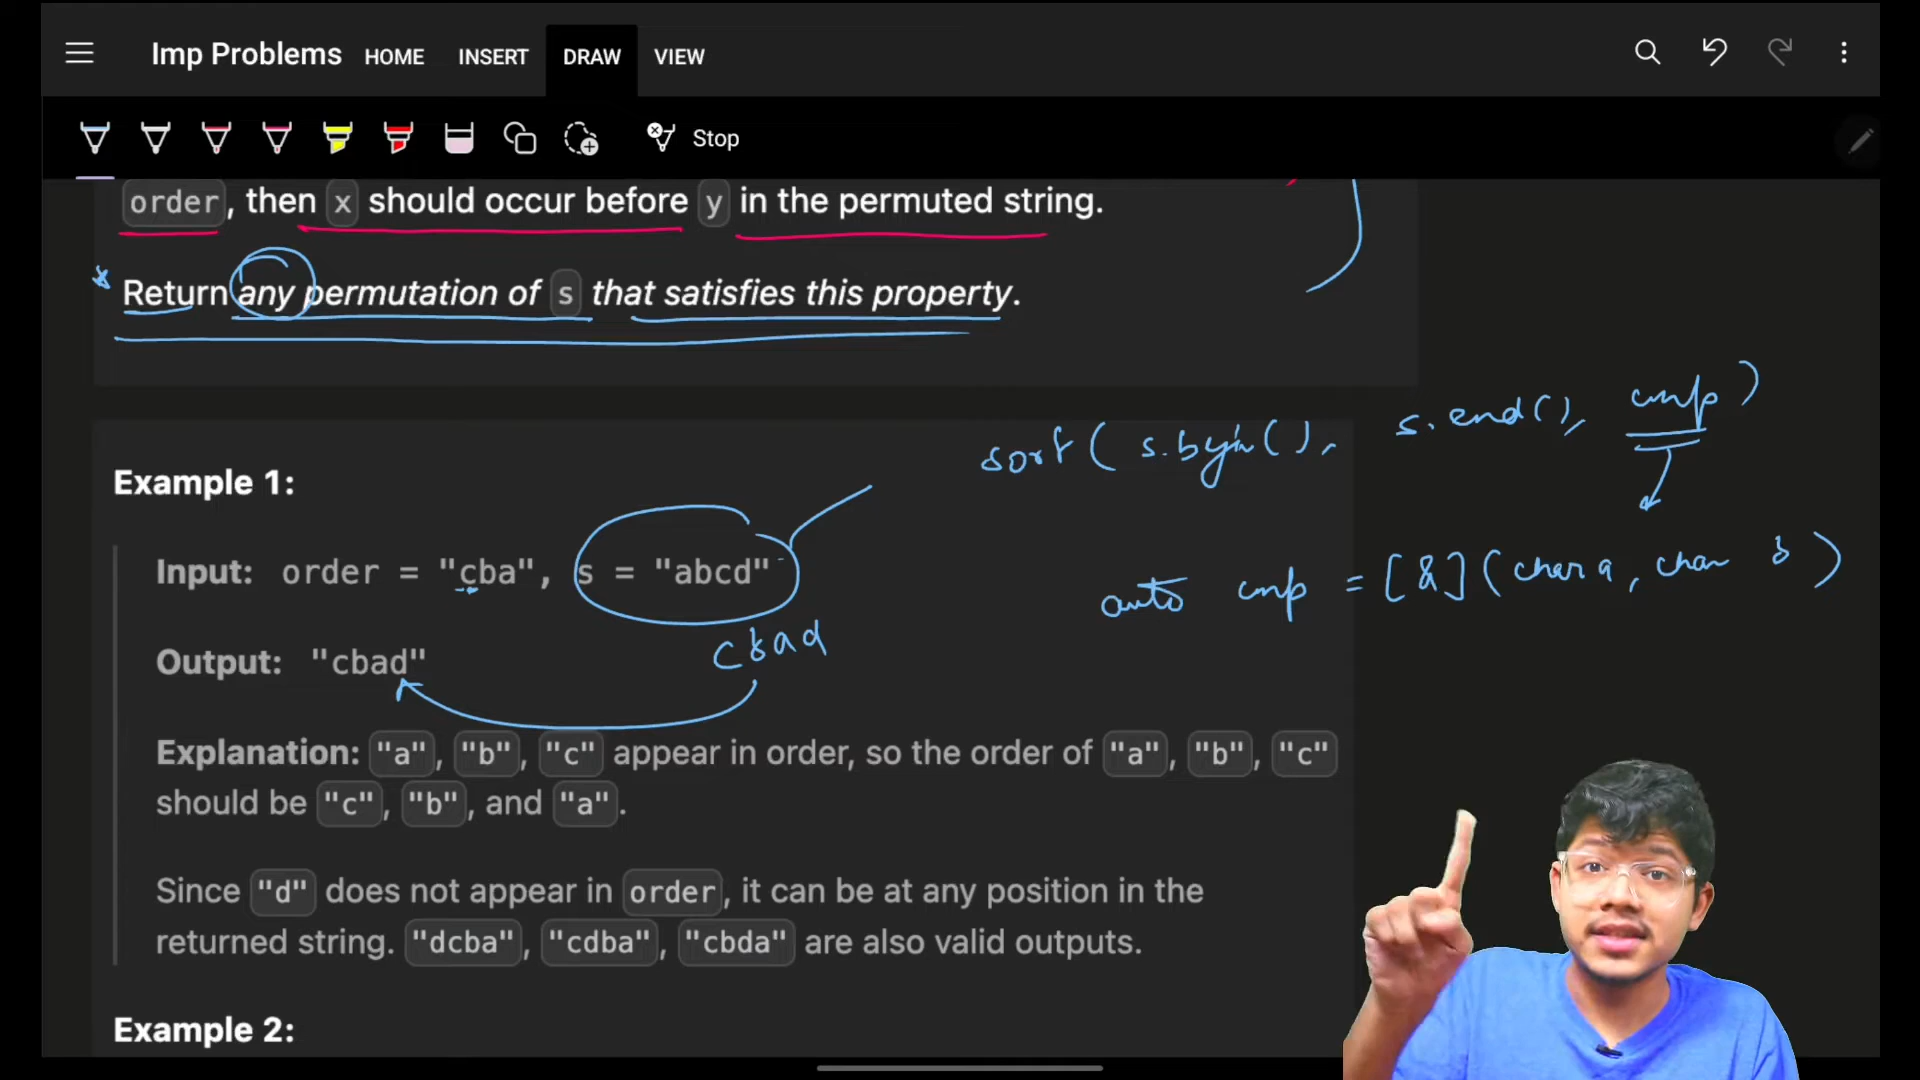 Imp Problems HOME INSERT DRAW VIEW
Stop
order, then x should occur before y in the permuted string.
* Return any permutation of s that satisfies this property.
sort( s.begin(), s.end(), cmp)
Example 1:
Input: order = "cba", s = "abcd"
auto cmp = [&](char a, char b)
Output: "cbad"
cbad
Explanation: "a", "b", "c" appear in order, so the order of "a", "b", "c"
should be "c", "b", and "a".
Since "d" does not appear in order, it can be at any position in the
returned string. "dcba", "cdba", "cbda" are also valid outputs.
Example 2: